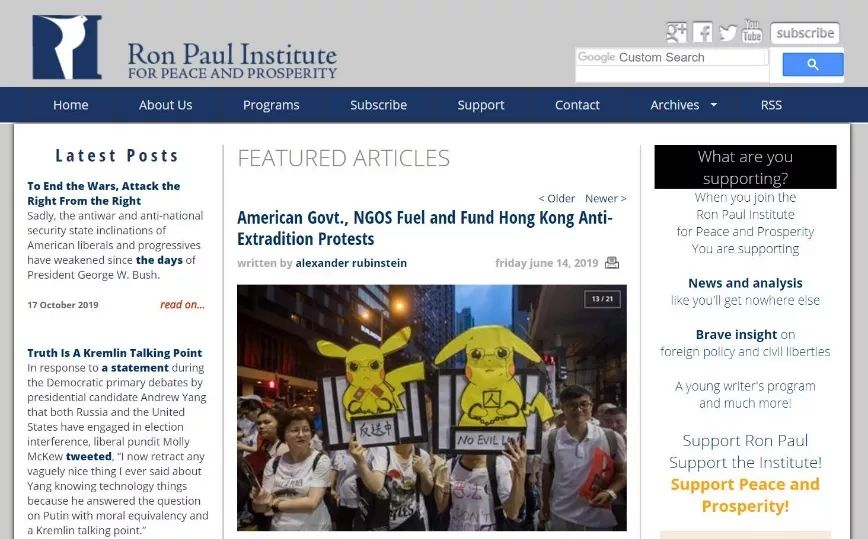 Ron Paul Institute
FOR PEACE AND PROSPERITY
You
Tube
subscribe
Google Custom Search
Home
About Us
Programs
Subscribe
Support
Contact
Archives
RSS
Latest Posts
To End the Wars, Attack the
Right From the Right
Sadly, the antiwar and anti-national
security state inclinations of
American liberals and progressives
have weakened since the days of
President George W. Bush.
17 October 2019
read on...
Truth Is A Kremlin Talking Point
In response to a statement during
the Democratic primary debates by
presidential candidate Andrew Yang
that both Russia and the United
States have engaged in election
interference, liberal pundit Molly
McKew tweeted, “I now retract any
vaguely nice thing I ever said about
Yang knowing technology things
because he answered the question
on Putin with moral equivalency and
a Kremlin talking point.”
FEATURED ARTICLES
< Older Newer >
American Govt., NGOS Fuel and Fund Hong Kong Anti-
Extradition Protests
written by alexander rubinstein
friday june 14, 2019
13 / 21
反送中
囚
NO EVIL
What are you
supporting?
When you join the
Ron Paul Institute
for Peace and Prosperity
You are supporting
News and analysis
like you'll get nowhere else
Brave insight on
foreign policy and civil liberties
A young writer's program
and much more!
Support Ron Paul
Support the Institute!
Support Peace and
Prosperity!